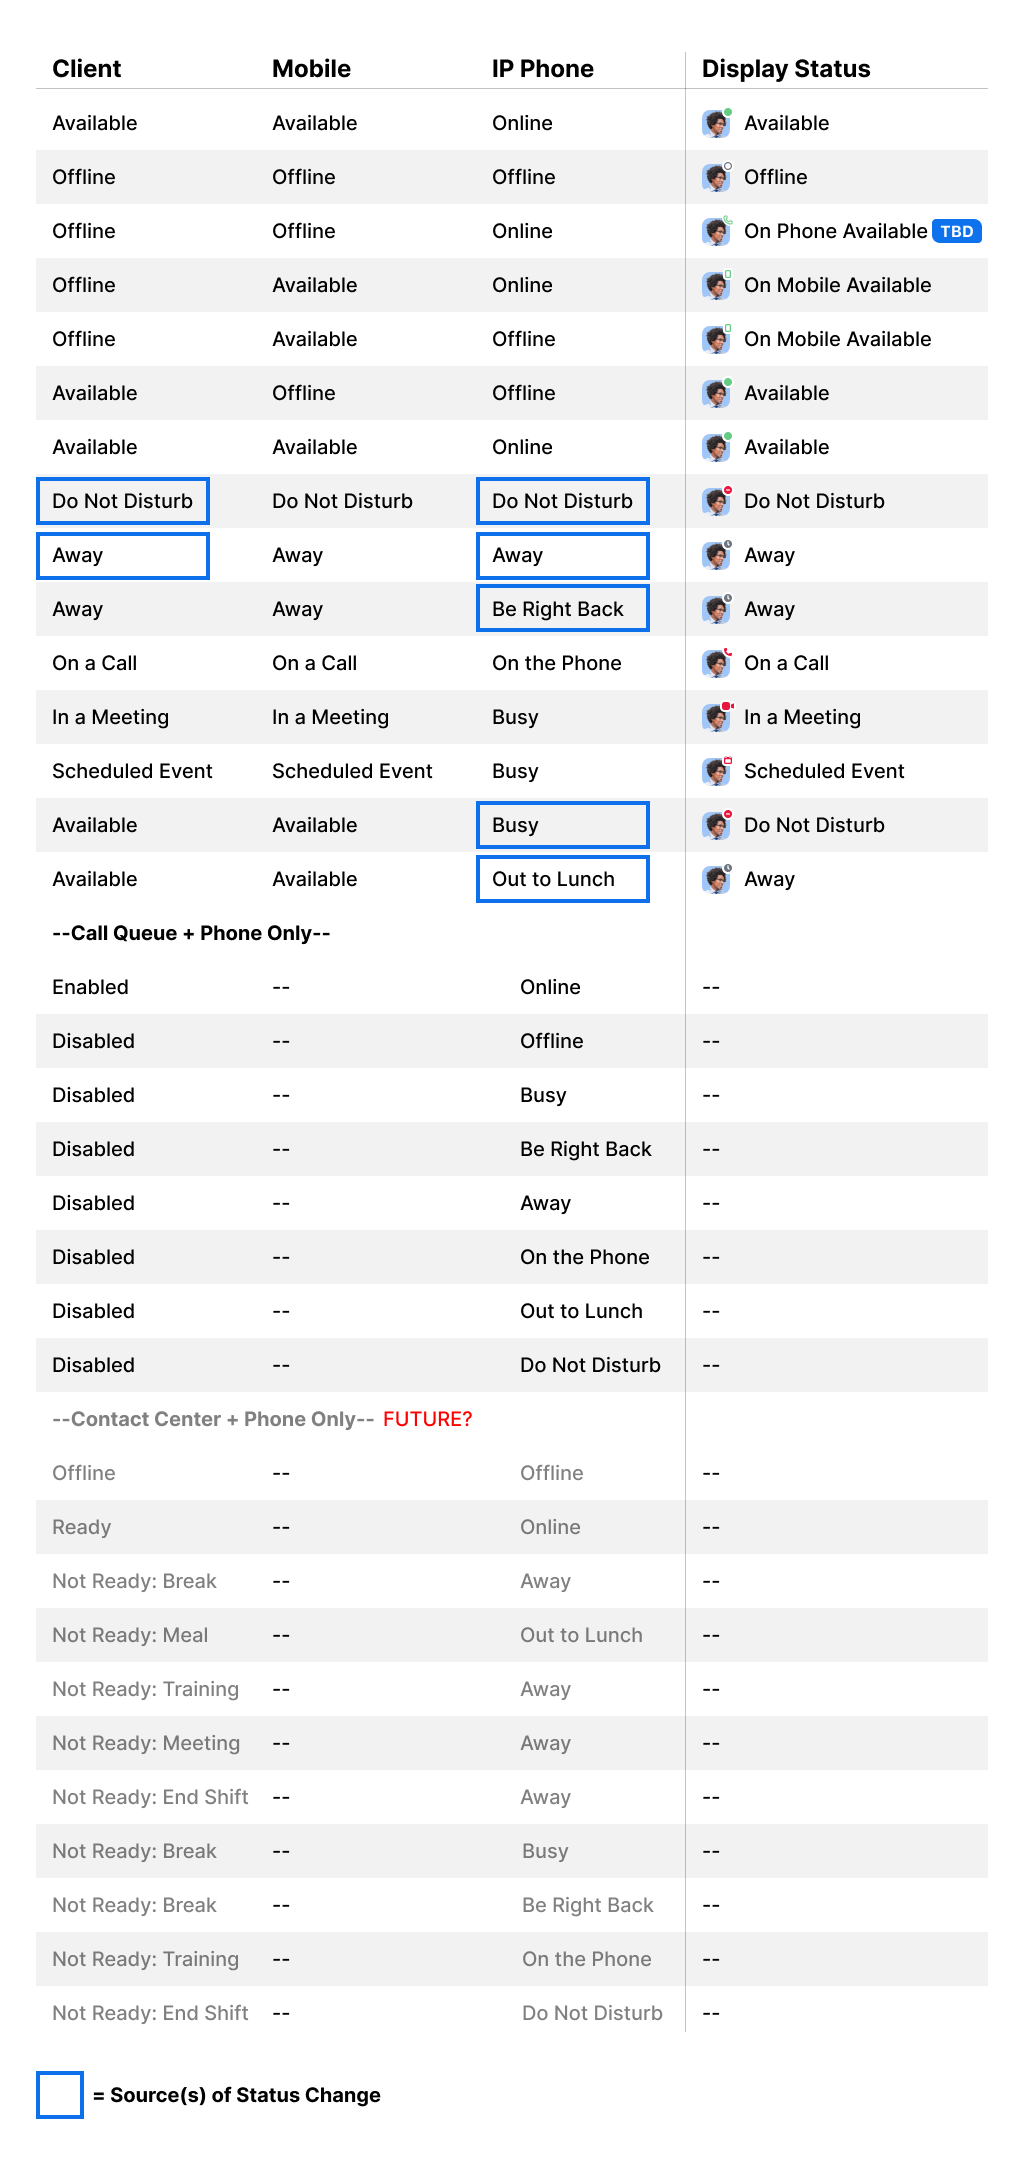 Client Mobile IP Phone Display Status
Available Available Online Available
Offline Offline Offline Offline
Offline Offline Online On Phone Available TBD
Offline Available Online On Mobile Available
Offline Available Offline On Mobile Available
Available Offline Offline Available
Available Available Online Available
Do Not Disturb Do Not Disturb Do Not Disturb Do Not Disturb
Away Away Away Away
Away Away Be Right Back Away
On a Call On a Call On the Phone On a Call
In a Meeting In a Meeting Busy In a Meeting
Scheduled Event Scheduled Event Busy Scheduled Event
Available Available Busy Do Not Disturb
Available Available Out to Lunch Away
--Call Queue + Phone Only--
Enabled -- Online --
Disabled -- Offline --
Disabled -- Busy --
Disabled -- Be Right Back --
Disabled -- Away --
Disabled -- On the Phone --
Disabled -- Out to Lunch --
Disabled -- Do Not Disturb --
--Contact Center + Phone Only-- FUTURE?
Offline -- Offline --
Ready -- Online --
Not Ready: Break -- Away --
Not Ready: Meal -- Out to Lunch --
Not Ready: Training -- Away --
Not Ready: Meeting -- Away --
Not Ready: End Shift -- Away --
Not Ready: Break -- Busy --
Not Ready: Break -- Be Right Back --
Not Ready: Training -- On the Phone --
Not Ready: End Shift -- Do Not Disturb --
= Source(s) of Status Change